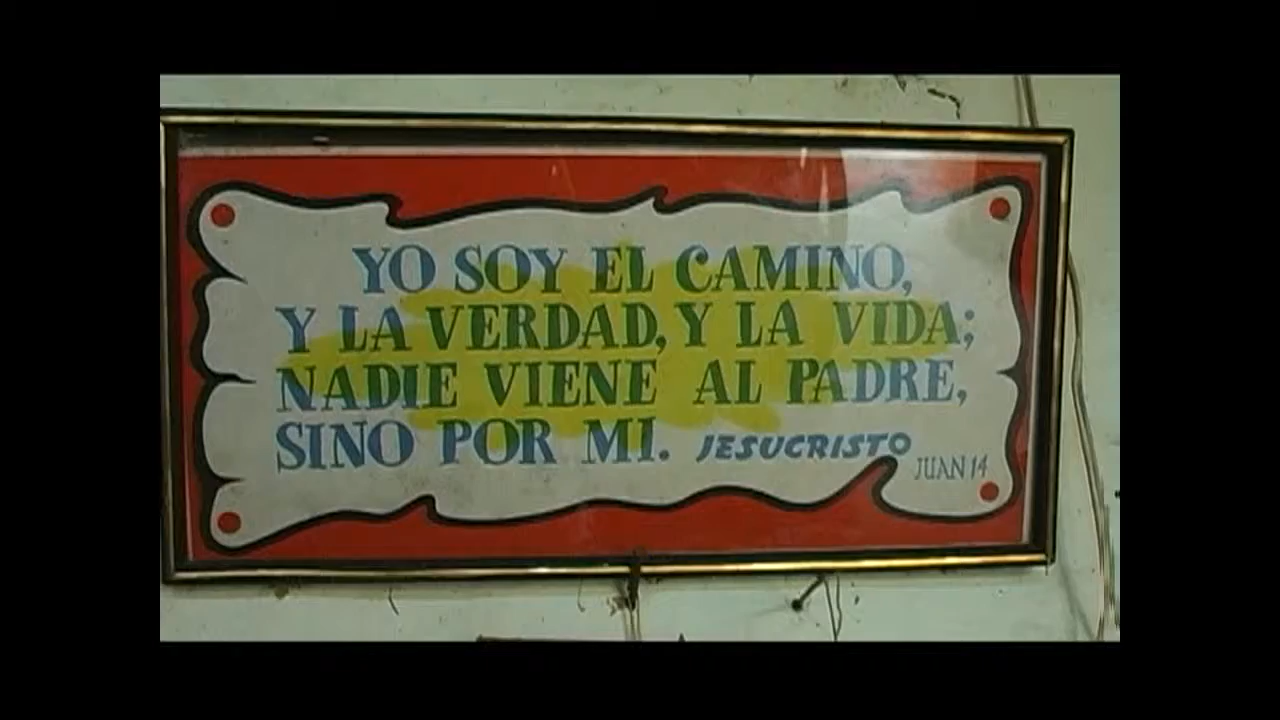 YO SOY EL CAMINO,
Y LA VERDAD, Y LA VIDA;
NADIE VIENE AL PADRE,
SINO POR MI. JESUCRISTO
JUAN 14